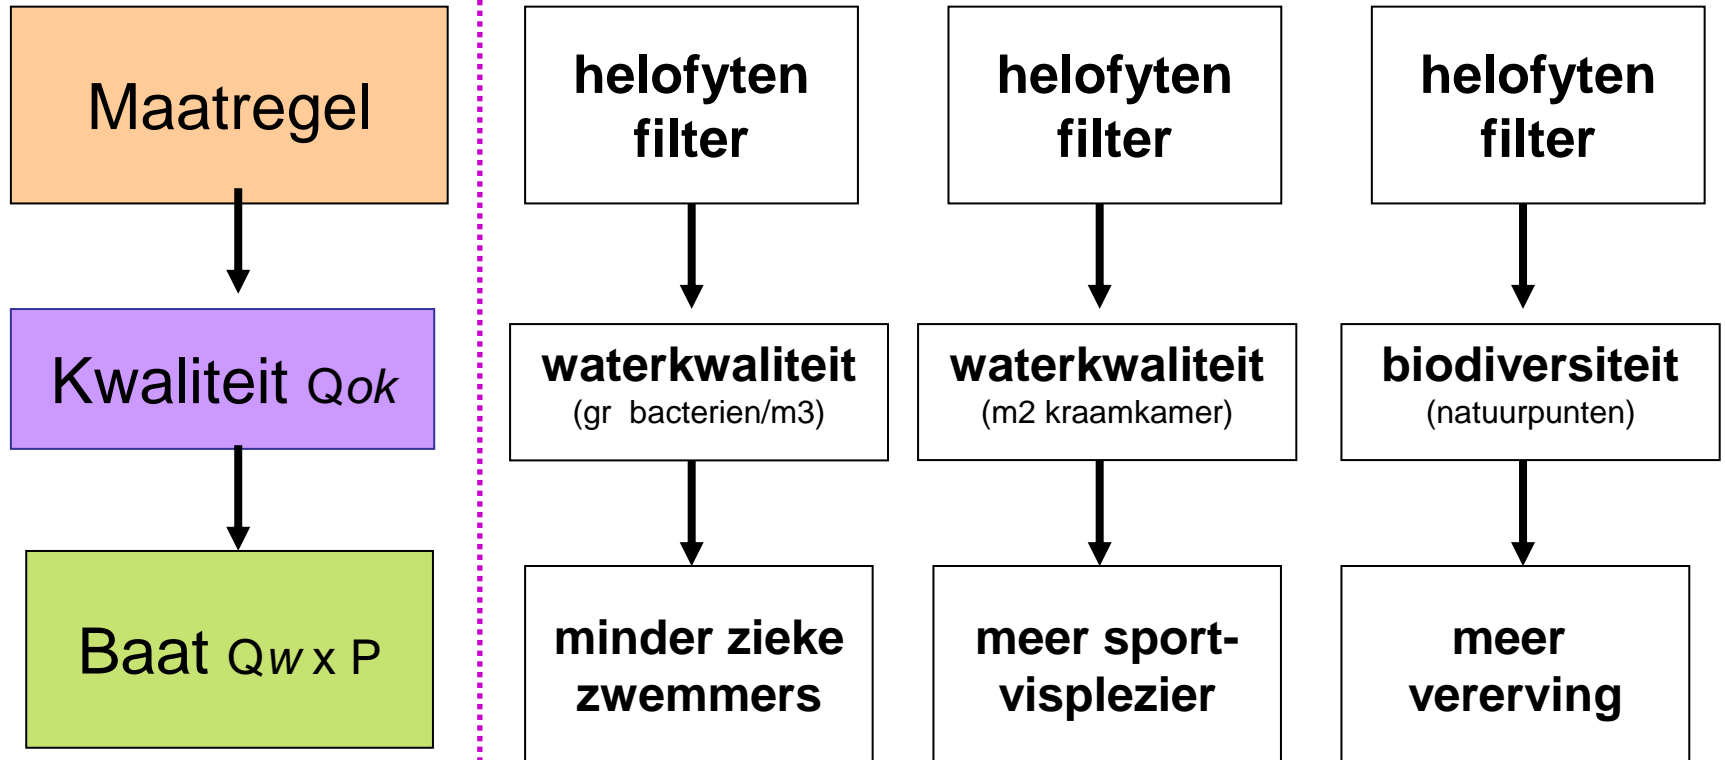 Maatregel
helofyten
filter
helofyten
filter
helofyten
filter
Kwaliteit Qok
waterkwaliteit
(gr bacterien/m3)
waterkwaliteit
(m2 kraamkamer)
biodiversiteit
(natuurpunten)
Baat Qw x P
minder zieke
zwemmers
meer sport-
visplezier
meer
vererving